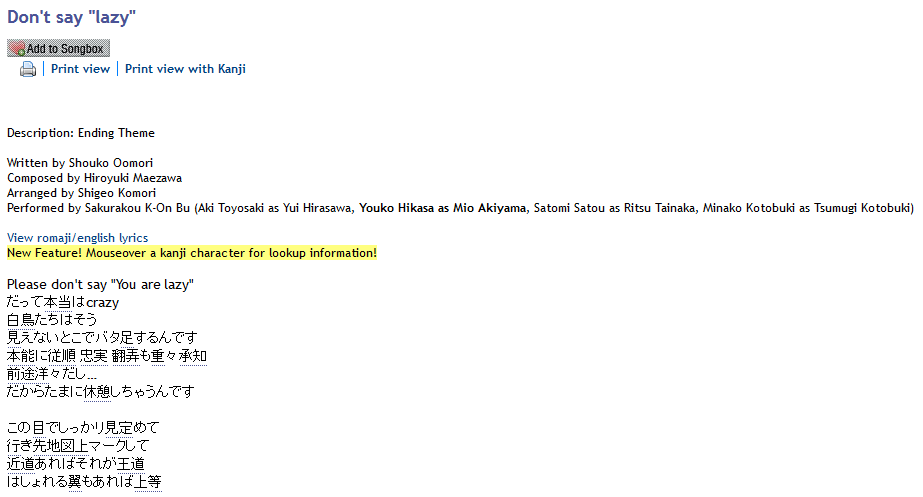 Don't say "lazy"
Add to Songbox
Print view | Print view with Kanji
Description: Ending Theme
Written by Shouko Oomori
Composed by Hiroyuki Maezawa
Arranged by Shigeo Komori
Performed by Sakurakou K-On Bu (Aki Toyosaki as Yui Hirasawa, Youko Hikasa as Mio Akiyama, Satomi Satou as Ritsu Tainaka, Minako Kotobuki as Tsumugi Kotobuki)
View romaji/english lyrics
New Feature! Mouseover a kanji character for lookup information!
Please don't say "You are lazy"
だって本当はcrazy
白鳥たちはそう
見えないとこでバタ足するんです
本能に従順 忠実 翻弄も重々承知
前途洋々だし...
だからたまに休憩しちゃうんです
この目でしっかり見定めて
行き先地図上マークして
近道あればそれが王道
はしょれる翼もあれば上等